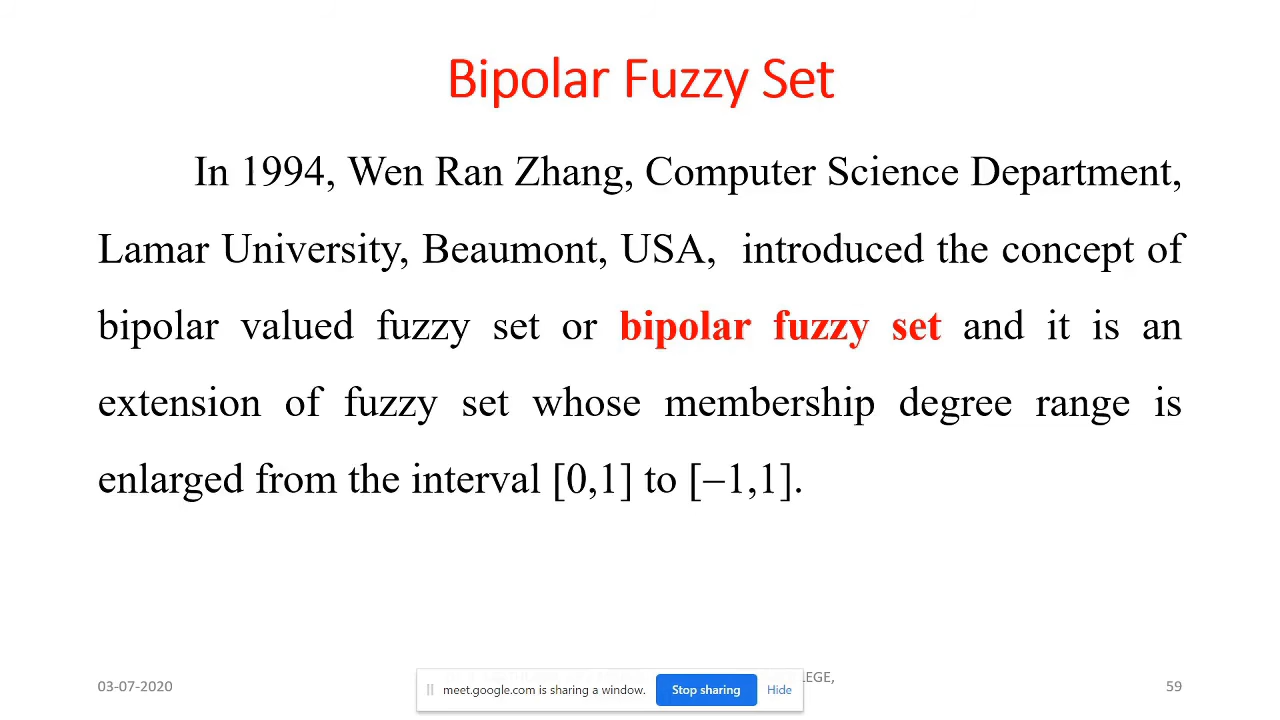 Bipolar Fuzzy Set
In 1994, Wen Ran Zhang, Computer Science Department,
Lamar University, Beaumont, USA, introduced the concept of
bipolar valued fuzzy set or bipolar fuzzy set and it is an
extension of fuzzy set whose membership degree range is
enlarged from the interval [0,1] to [–1,1].
03-07-2020
meet.google.com is sharing a window. Stop sharing Hide
59